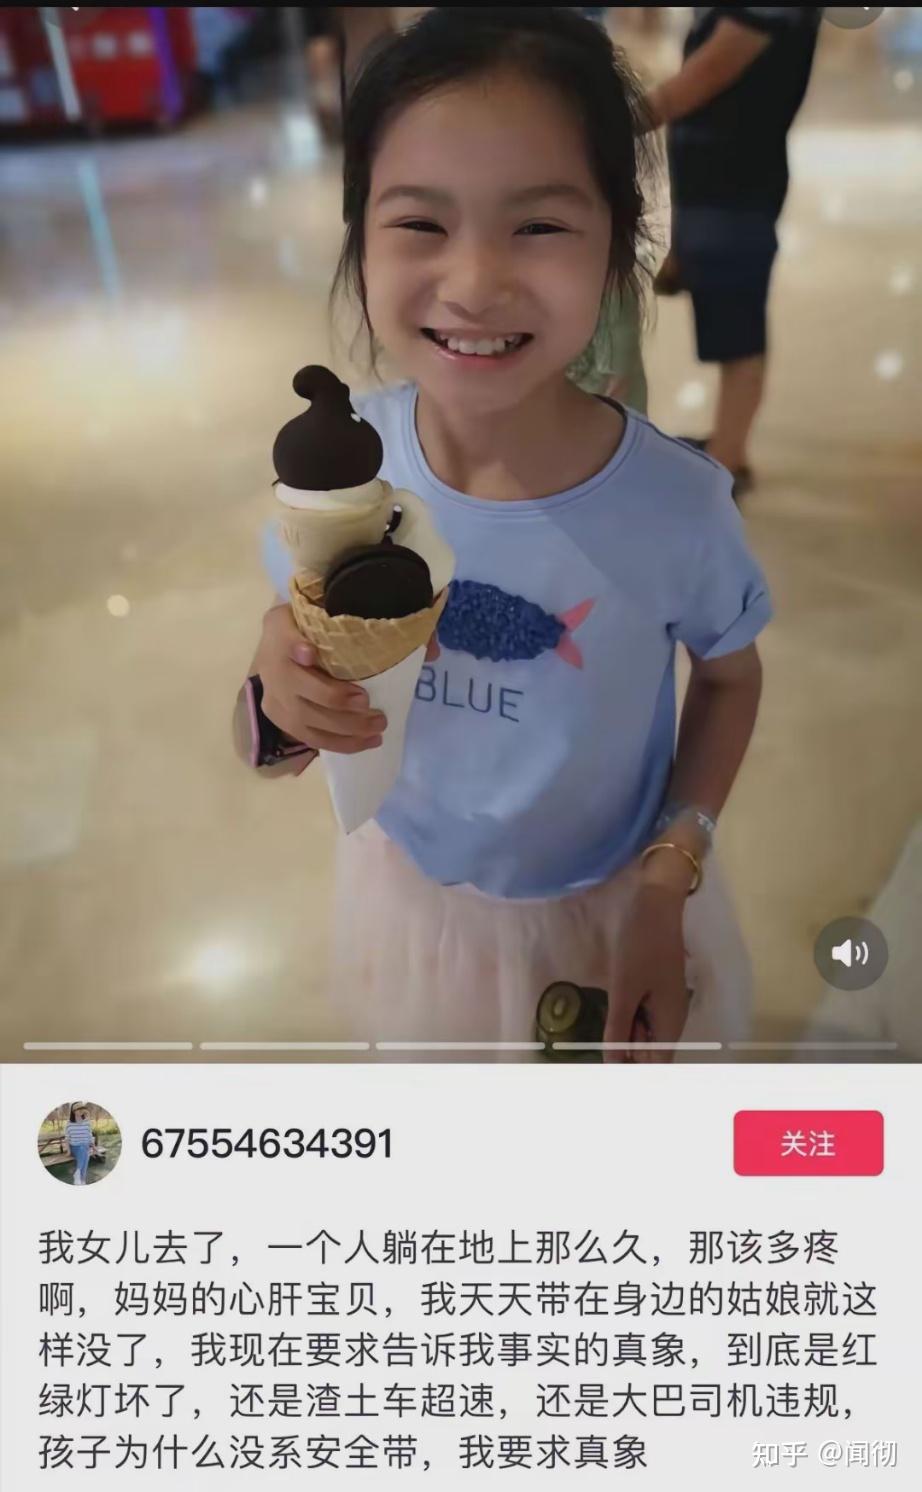 BLUE
67554634391
关注
我女儿去了，一个人躺在地上那么久，那该多疼
啊，妈妈的心肝宝贝，我天天带在身边的姑娘就这
样没了，我现在要求告诉我事实的真象，到底是红
绿灯坏了，还是渣土车超速，还是大巴司机违规，
孩子为什么没系安全带，我要求真象
知乎 @闻彻